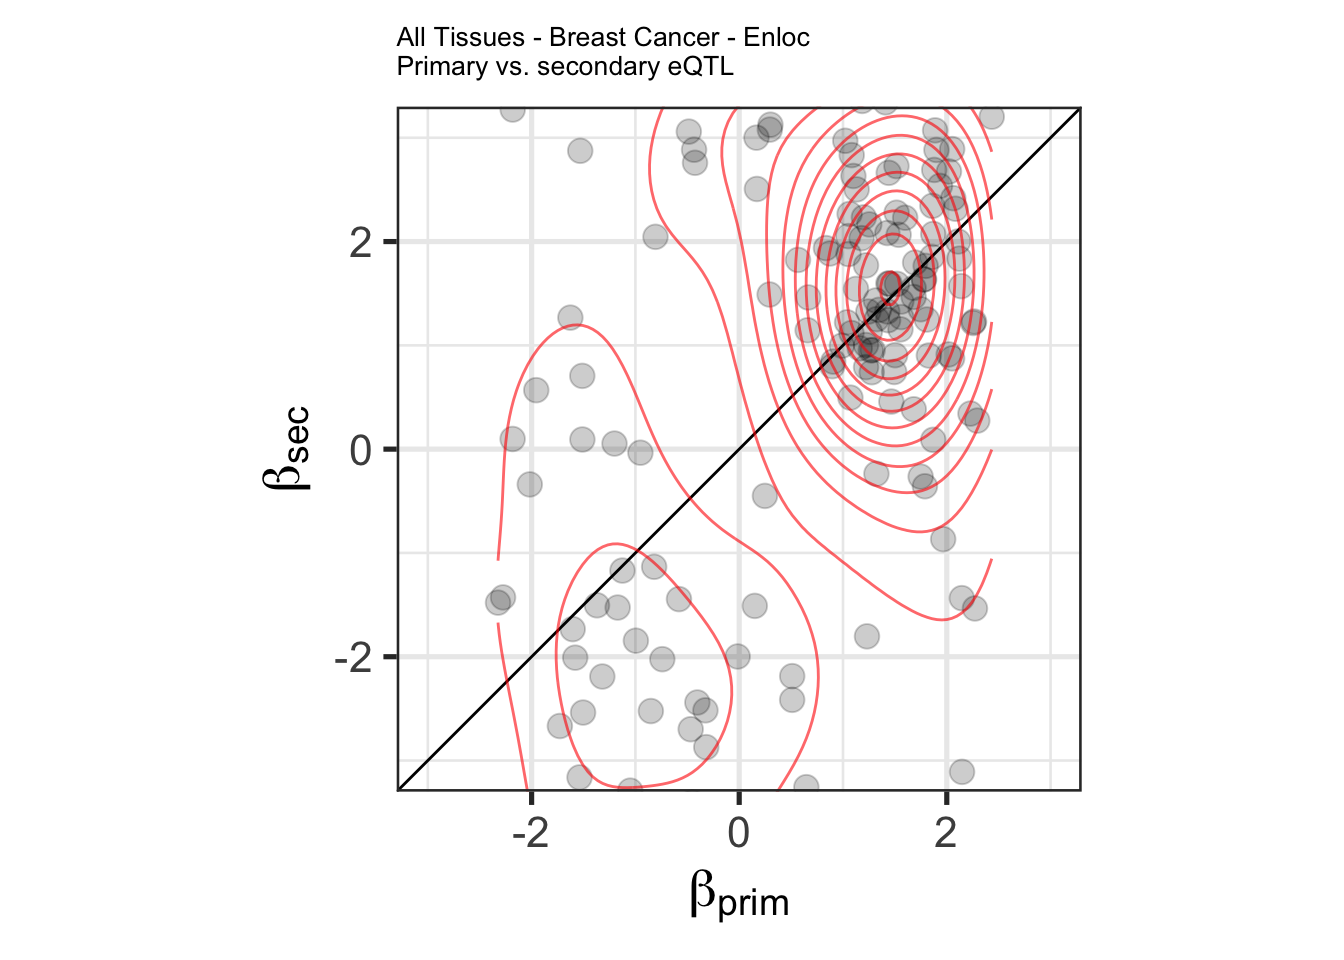 All Tissues - Breast Cancer - Enloc
Primary vs. secondary eQTL
2
0
-2
βsec
-2 0 2
βprim